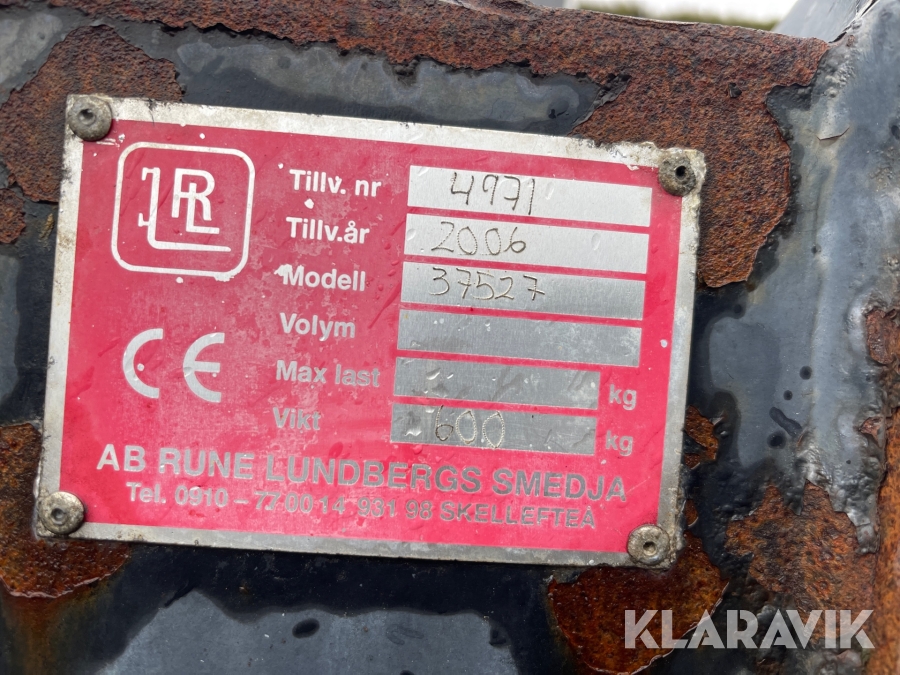 JRL
Tillv. nr 4971
Tillv.år 2006
Modell 37527
Volym
Max last kg
Vikt 600 kg
CE
AB RUNE LUNDBERGS SMEDJA
Tel. 0910-77 00 14 931 98 SKELLEFTEÅ
KLARAVIK